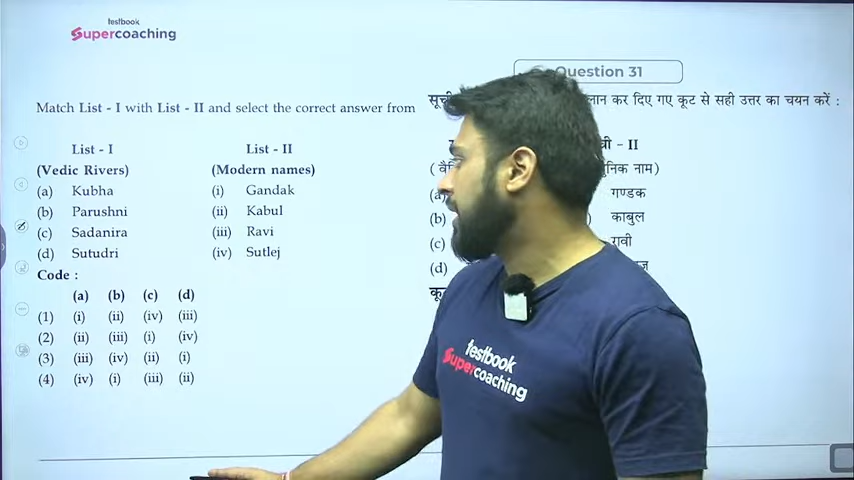 testbook
Supercoaching
Question 31
Match List - I with List - II and select the correct answer from
List - I List - II
(Vedic Rivers) (Modern names)
(a) Kubha (i) Gandak
(b) Parushni (ii) Kabul
(c) Sadanira (iii) Ravi
(d) Sutudri (iv) Sutlej
Code :
(a) (b) (c) (d)
(1) (i) (ii) (iv) (iii)
(2) (ii) (iii) (i) (iv)
(3) (iii) (iv) (ii) (i)
(4) (iv) (i) (iii) (ii)
कर दिए गए कूट से सही उत्तर का चयन करें :
- II
नाम)
गण्डक
(b) काबुल
(c) रावी
(d)
testbook
Supercoaching